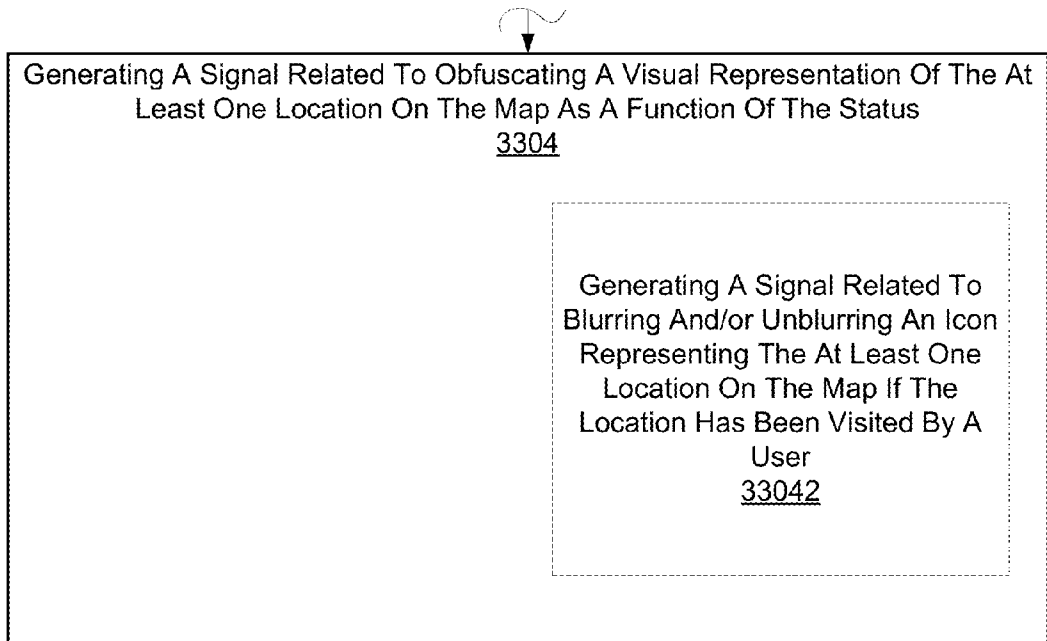 Generating A Signal Related To Obfuscating A Visual Representation Of The At
Least One Location On The Map As A Function Of The Status
3304
Generating A Signal Related To
Blurring And/or Unblurring An Icon
Representing The At Least One
Location On The Map If The
Location Has Been Visited By A
User
33042